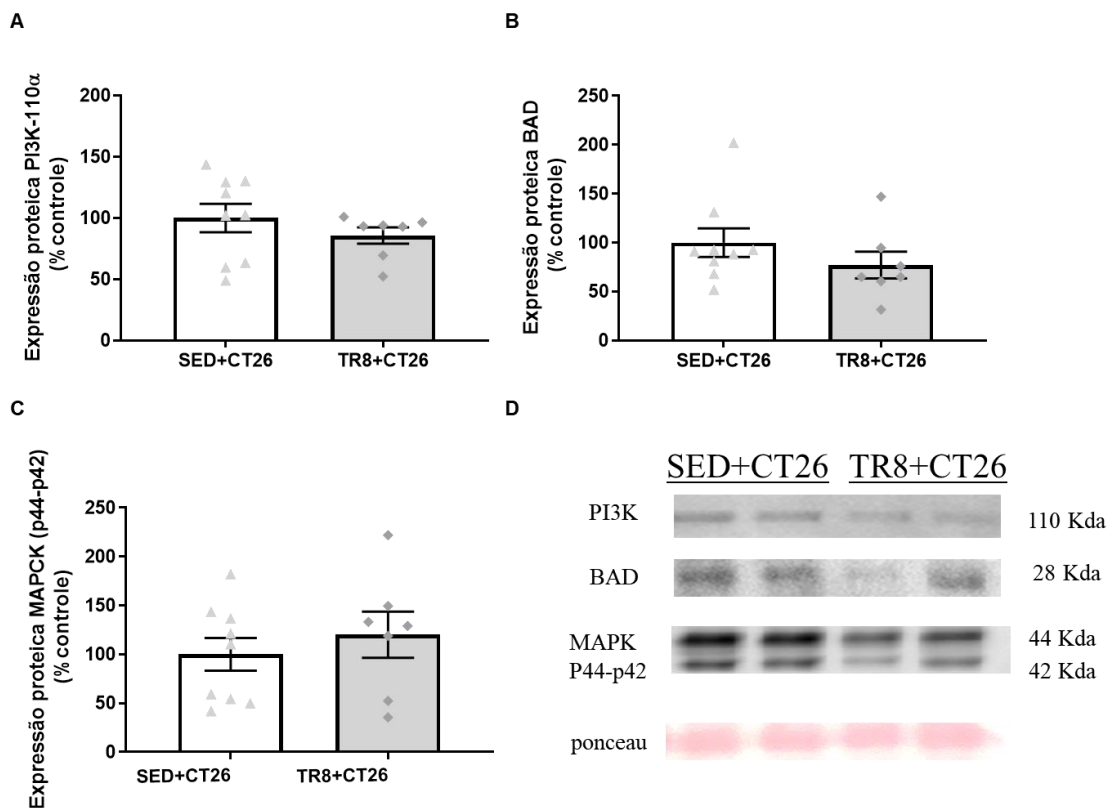 A
Expressão proteica PI3K-110α
(% controle)
200
150
100
50
0
SED+CT26
TR8+CT26
B
Expressão proteica BAD
(% controle)
250
200
150
100
50
0
SED+CT26
TR8+CT26
C
Expressão proteica MAPCK (p44-p42)
(% controle)
250
200
150
100
50
0
SED+CT26
TR8+CT26
D
SED+CT26 TR8+CT26
PI3K
110 Kda
BAD
28 Kda
MAPK
44 Kda
P44-p42
42 Kda
ponceau